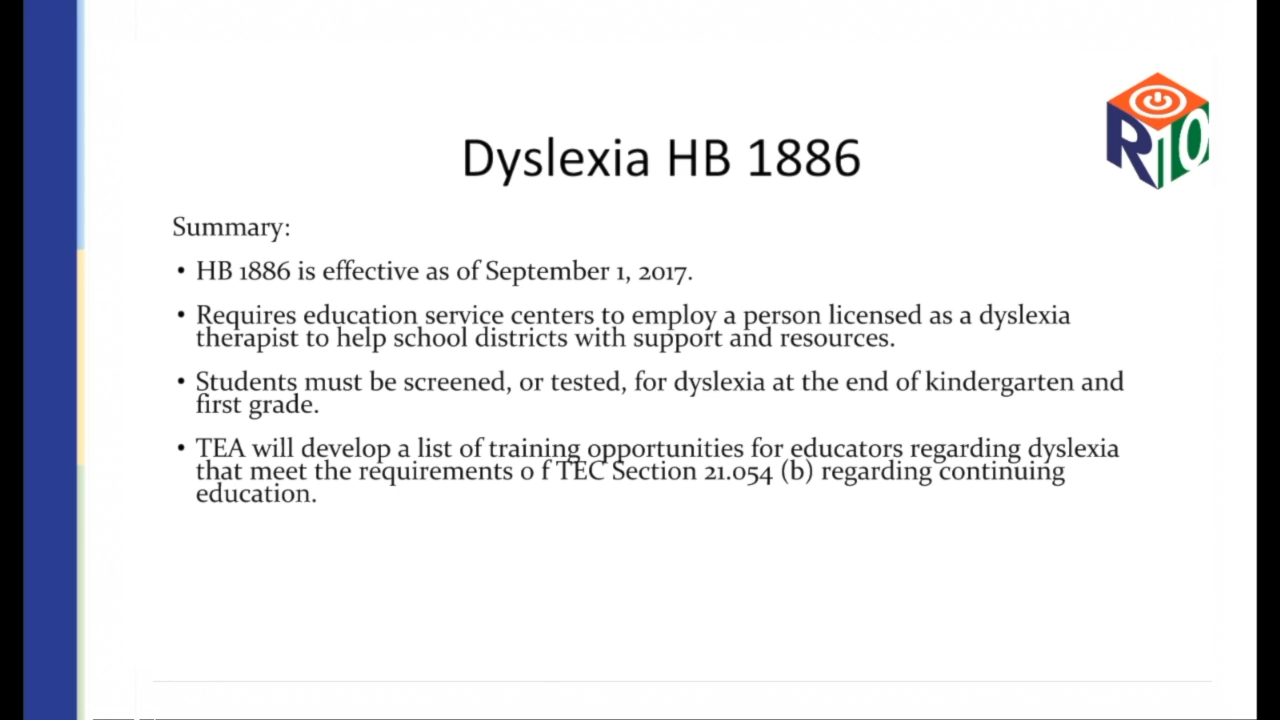 R10
Dyslexia HB 1886
Summary:
• HB 1886 is effective as of September 1, 2017.
• Requires education service centers to employ a person licensed as a dyslexia
therapist to help school districts with support and resources.
• Students must be screened, or tested, for dyslexia at the end of kindergarten and
first grade.
• TEA will develop a list of training opportunities for educators regarding dyslexia
that meet the requirements o f TEC Section 21.054 (b) regarding continuing
education.